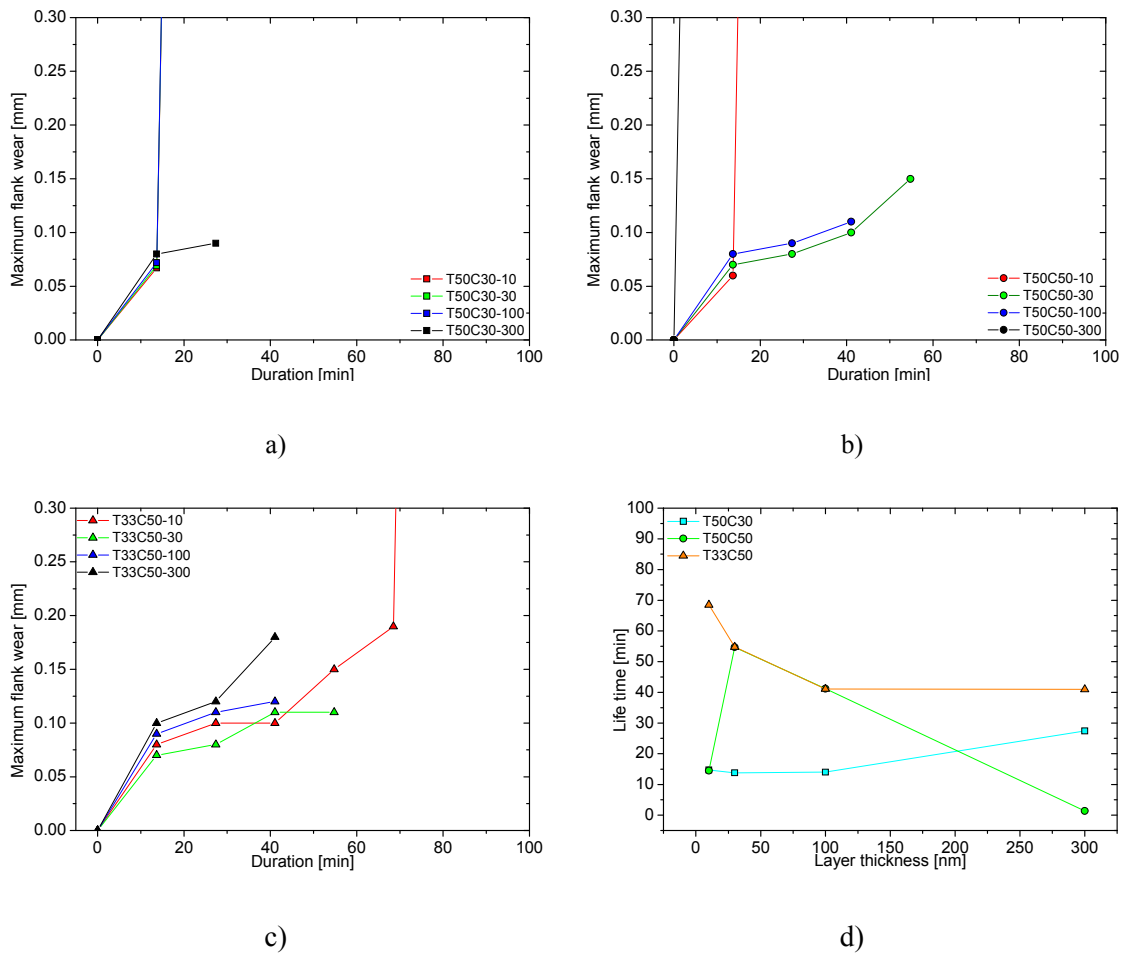 0.30
0.25
0.20
0.15
0.10
0.05
0.00
Maximum flank wear [mm]
0 20 40 60 80 100
Duration [min]
T50C30-10
T50C30-30
T50C30-100
T50C30-300
a)
0.30
0.25
0.20
0.15
0.10
0.05
0.00
Maximum flank wear [mm]
0 20 40 60 80 100
Duration [min]
T50C50-10
T50C50-30
T50C50-100
T50C50-300
b)
0.30
0.25
0.20
0.15
0.10
0.05
0.00
Maximum flank wear [mm]
T33C50-10
T33C50-30
T33C50-100
T33C50-300
0 20 40 60 80 100
Duration [min]
c)
100
90
80
70
60
50
40
30
20
10
0
Life time [min]
T50C30
T50C50
T33C50
0 50 100 150 200 250 300
Layer thickness [nm]
d)